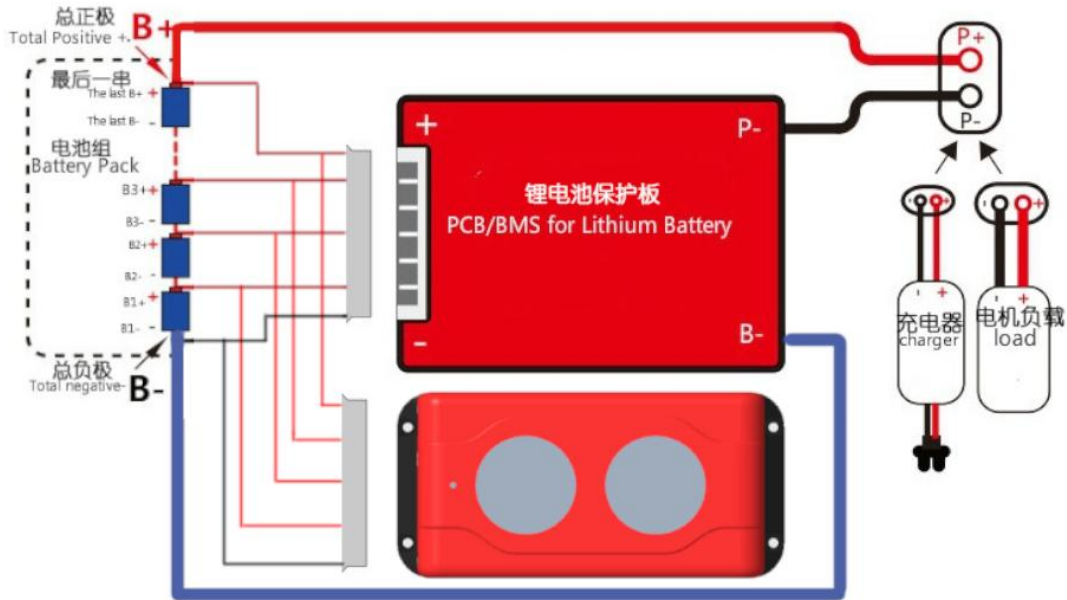 总正极 B+
Total Positive +
最后一串
The last B+ +
The last B- -
电池组
Battery Pack
B3+ +
B3- -
B2+ +
B2- -
B1+ +
B1- -
总负极
Total negative- B-
+
P-
锂电池保护板
PCB/BMS for Lithium Battery
B-
-
P+
P-
- +
- +
充电器
charger
- +
- +
电机负载
load